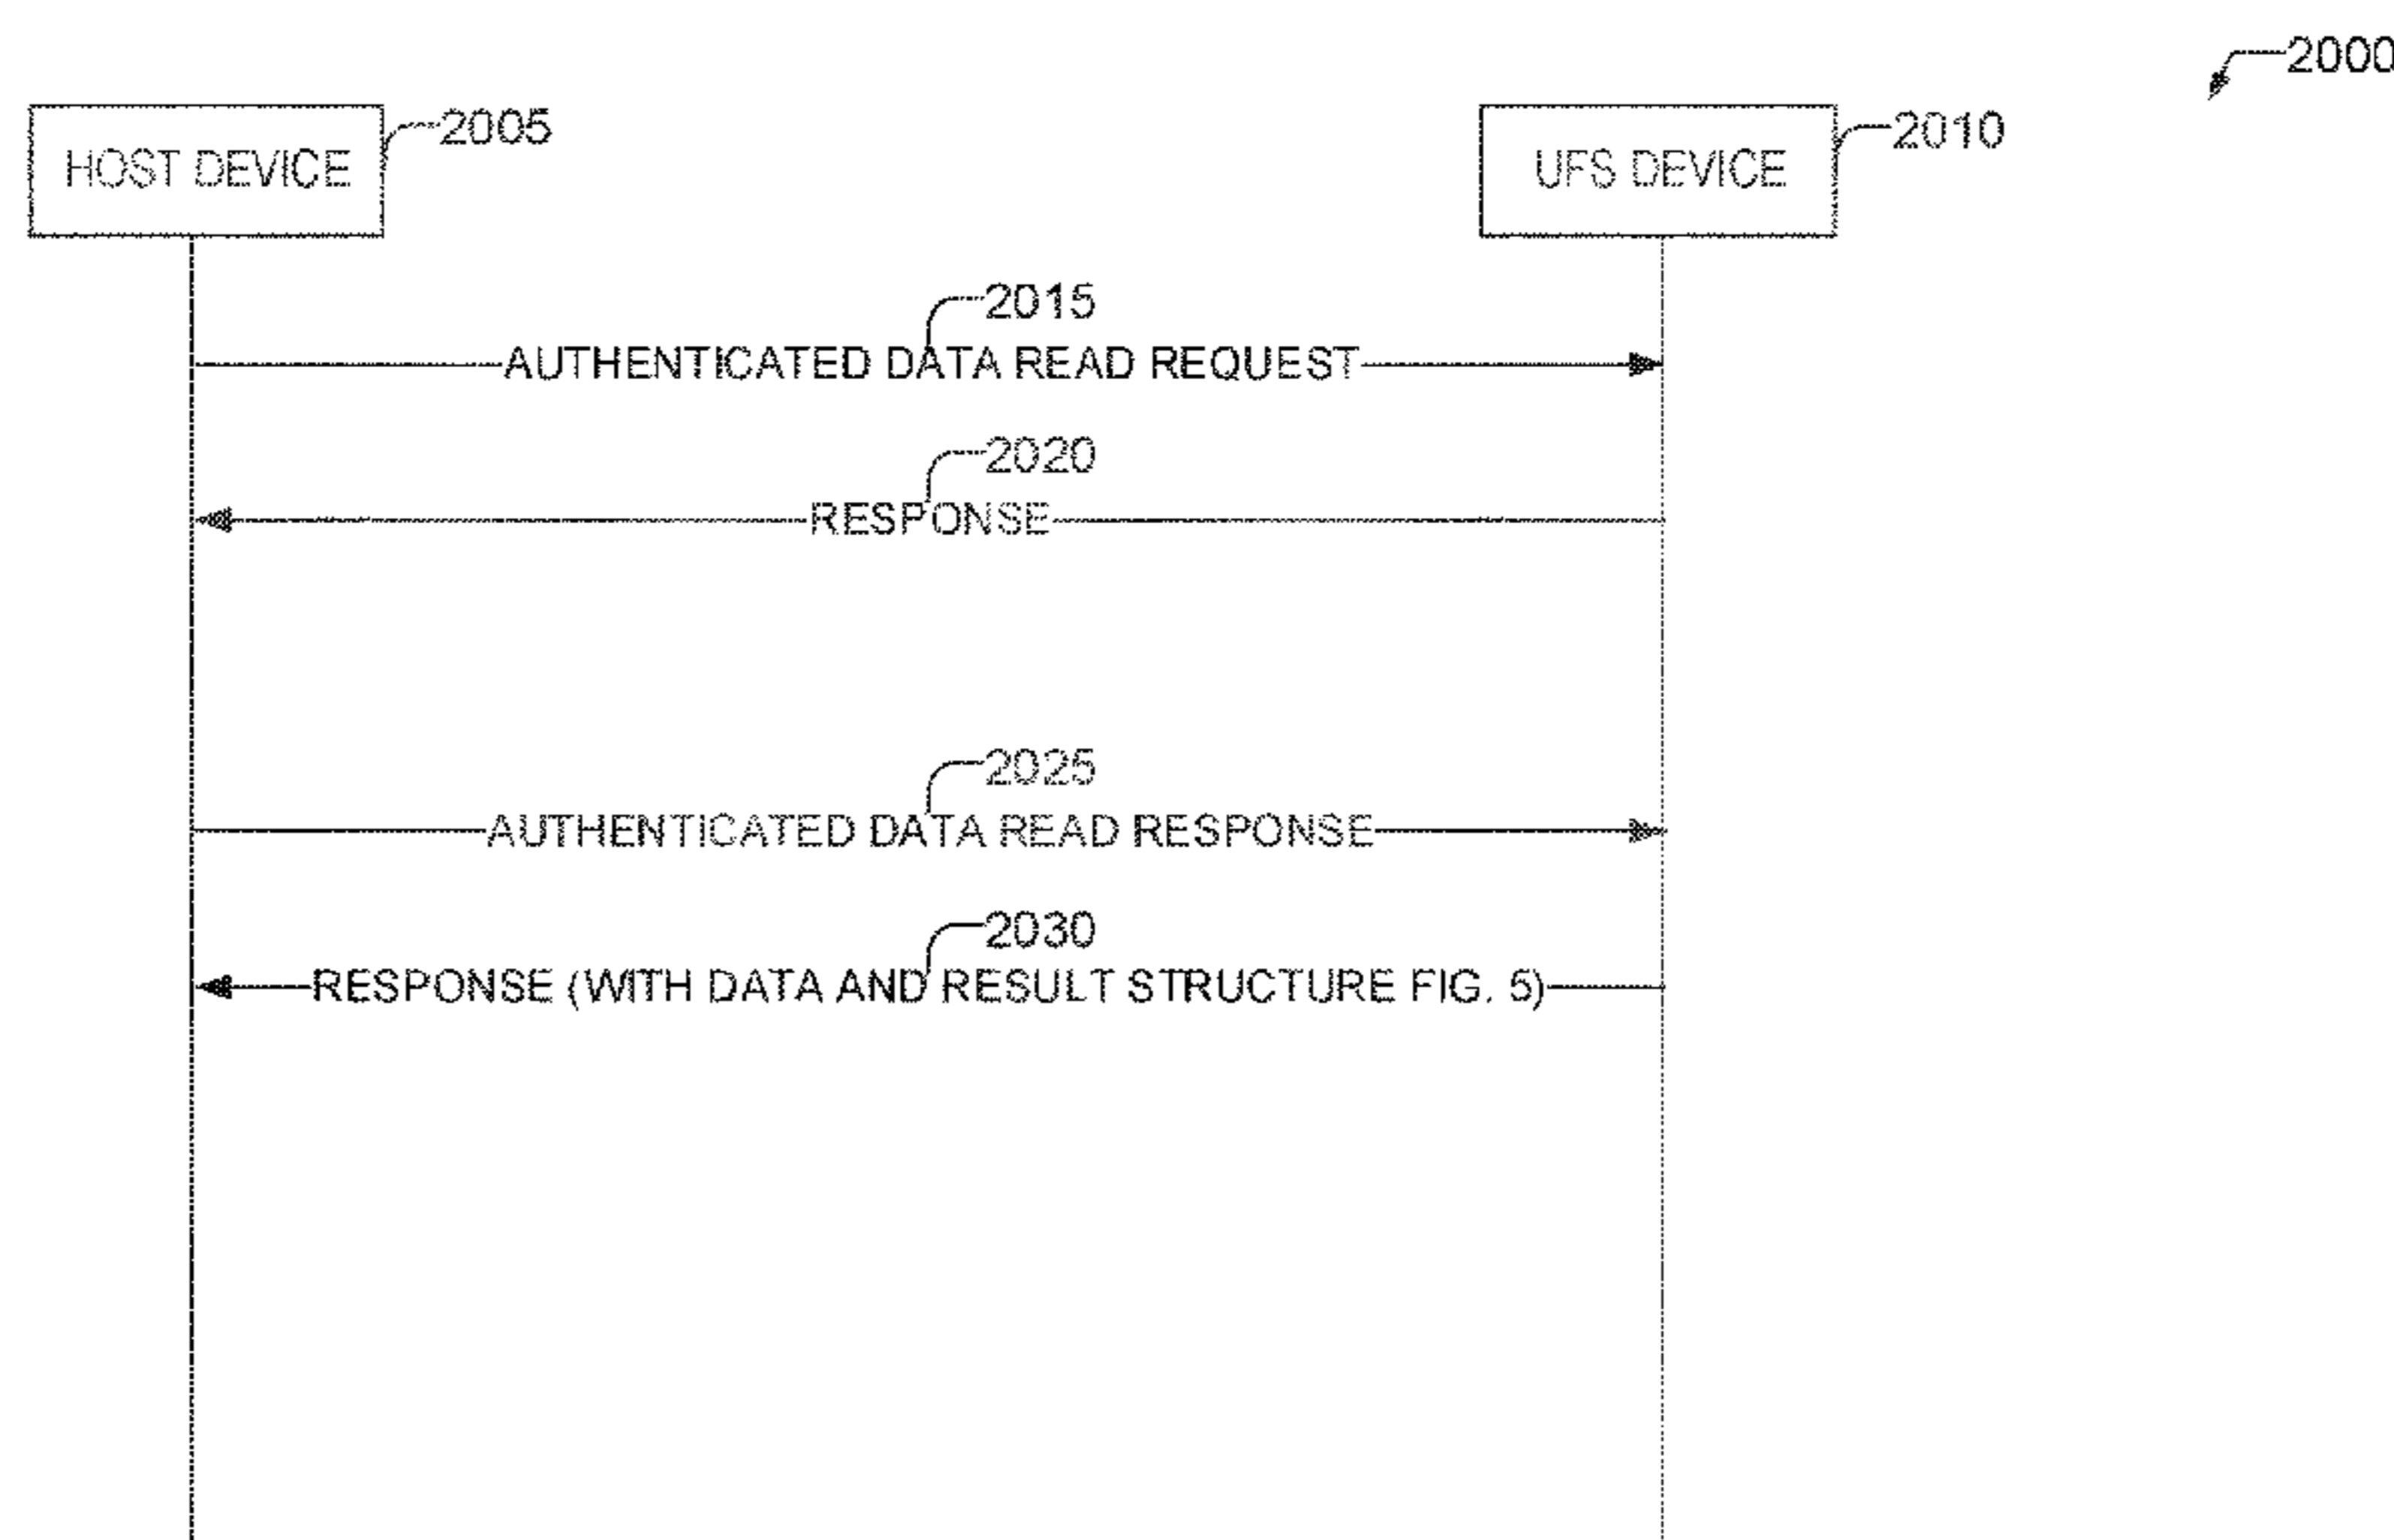 2000
HOST DEVICE
2005
UFS DEVICE
2010
2015
AUTHENTICATED DATA READ REQUEST
2020
RESPONSE
2025
AUTHENTICATED DATA READ RESPONSE
2030
RESPONSE (WITH DATA AND RESULT STRUCTURE FIG. 5)